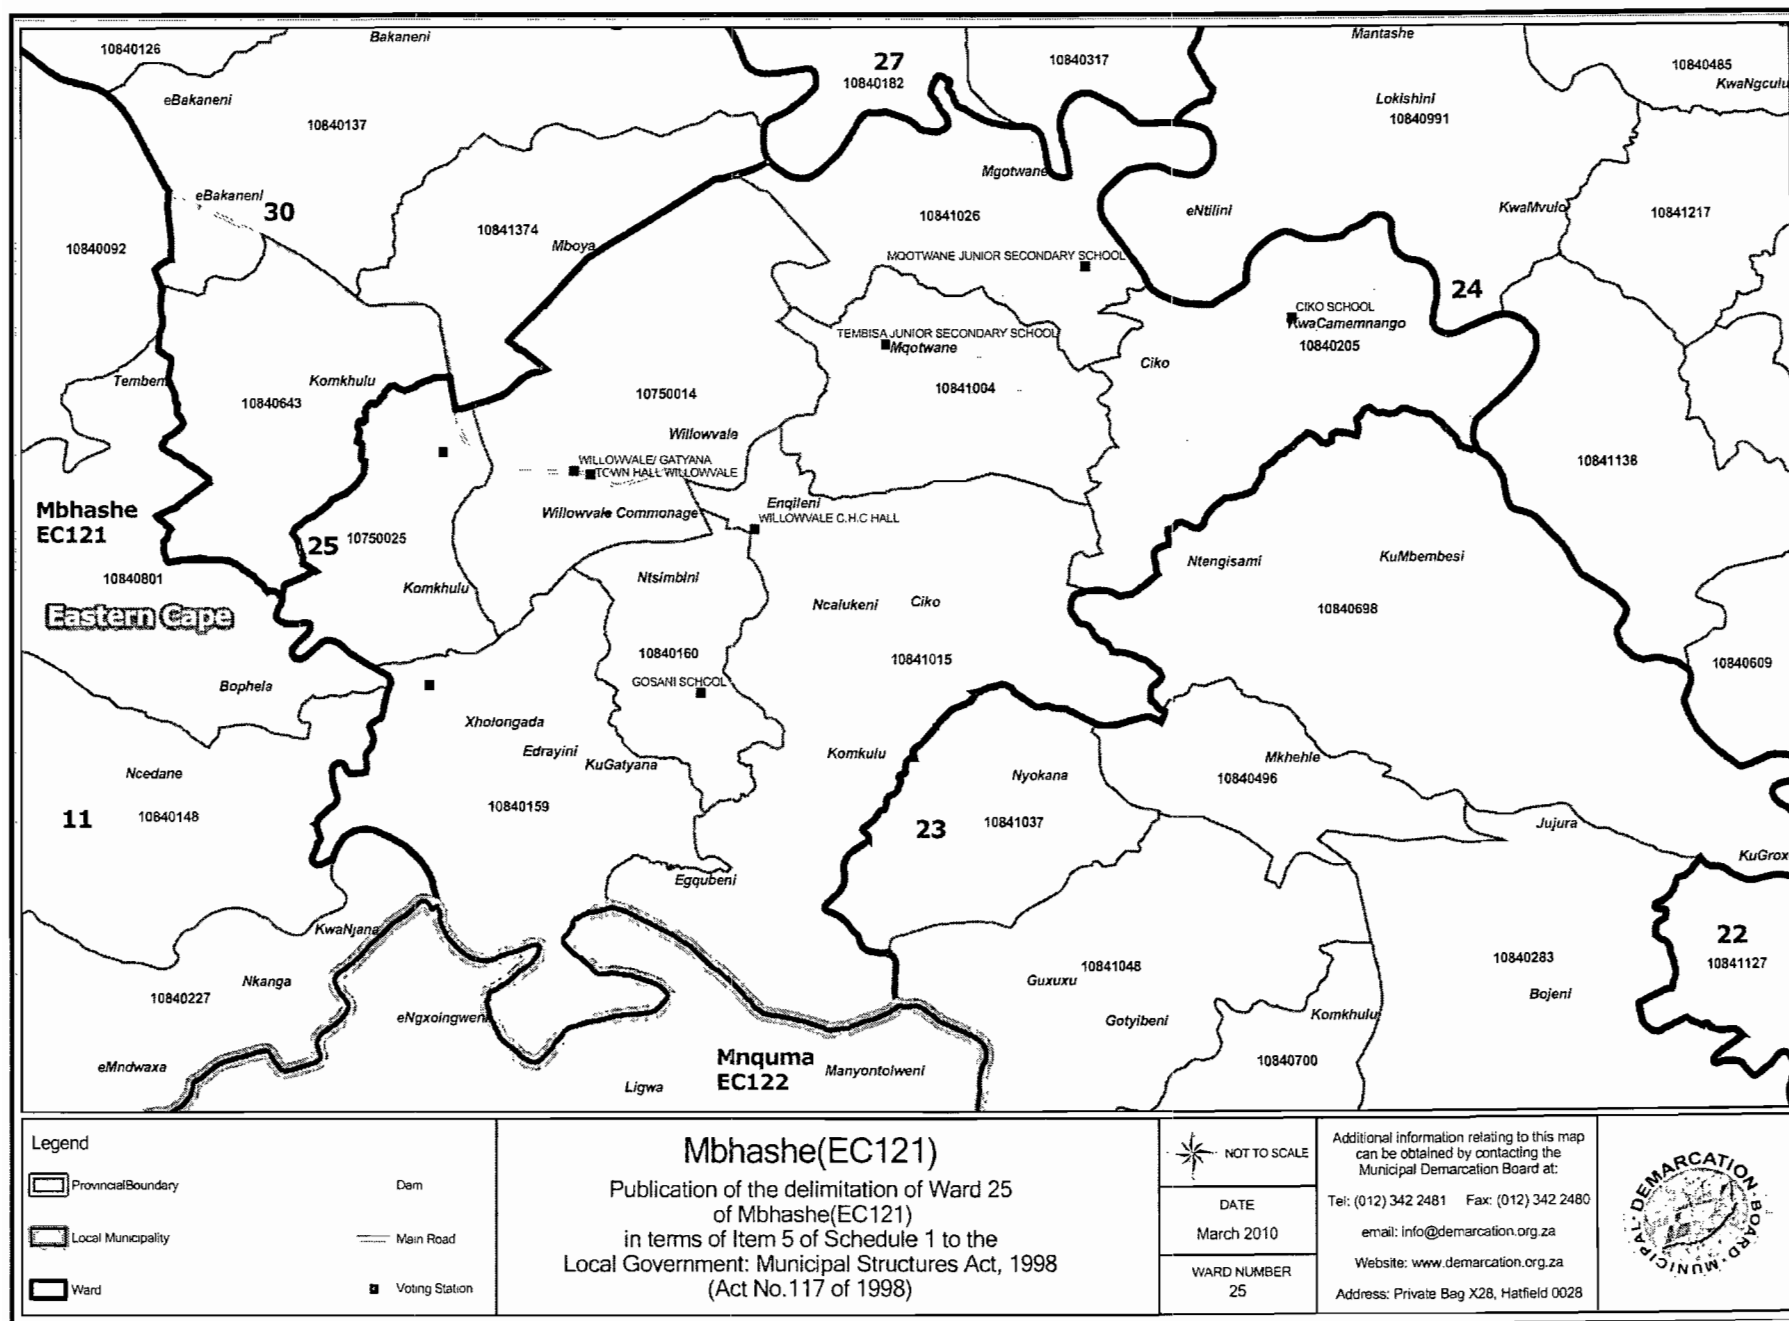 10840126
Bakaneni
27
10840182
10840317
Mantashe
10840485
KwaNgculu
eBakaneni
10840137
Lokishini
10840991
eBakaneni
30
Mgotwane
10841026
eNtilini
KwaMvulo
10841217
10840092
10841374
Mboya
MQOTWANE JUNIOR SECONDARY SCHOOL
24
CIKO SCHOOL
KwaCamemnango
10840205
TEMBISA JUNIOR SECONDARY SCHOOL
Mqotwane
Ciko
Tembeni
Komkhulu
10840643
10750014
10841004
Willowvale
WILLOWVALE/ GATYANA
TOWN HALL WILLOWVALE
10841138
Mbhashe
EC121
Willowvale Commonage
Enqileni
WILLOWVALE C.H.C HALL
25
10750025
10840801
Eastern Cape
Komkhulu
Ntsimbini
Ncalukeni
Ciko
Ntengisami
KuMbembesi
10840698
10840160
10841015
10840609
GOSANI SCHOOL
Bophela
Xholongada
Edrayini
KuGatyana
Komkulu
Nyokana
Mkhehle
10840496
Ncedane
11
10840148
10840159
23
10841037
Jujura
KuGrox
Egqubeni
KwaNjana
22
10841127
Nkanga
10840227
eNgxoingweni
10841048
Guxuxu
Gotyibeni
10840283
Bojeni
Komkhulu
10840700
eMndwaxa
Mnquma
EC122
Ligwa
Manyontolweni
Legend
ProvincialBoundary
Dam
Local Municipality
Main Road
Ward
Voting Station
Mbhashe(EC121)
Publication of the delimitation of Ward 25
of Mbhashe(EC121)
in terms of Item 5 of Schedule 1 to the
Local Government: Municipal Structures Act, 1998
(Act No.117 of 1998)
NOT TO SCALE
DATE
March 2010
WARD NUMBER
25
Additional information relating to this map
can be obtained by contacting the
Municipal Demarcation Board at:
Tel: (012) 342 2481 Fax: (012) 342 2480
email: info@demarcation.org.za
Website: www.demarcation.org.za
Address: Private Bag X28, Hatfield 0028
MUNICIPAL DEMARCATION BOARD